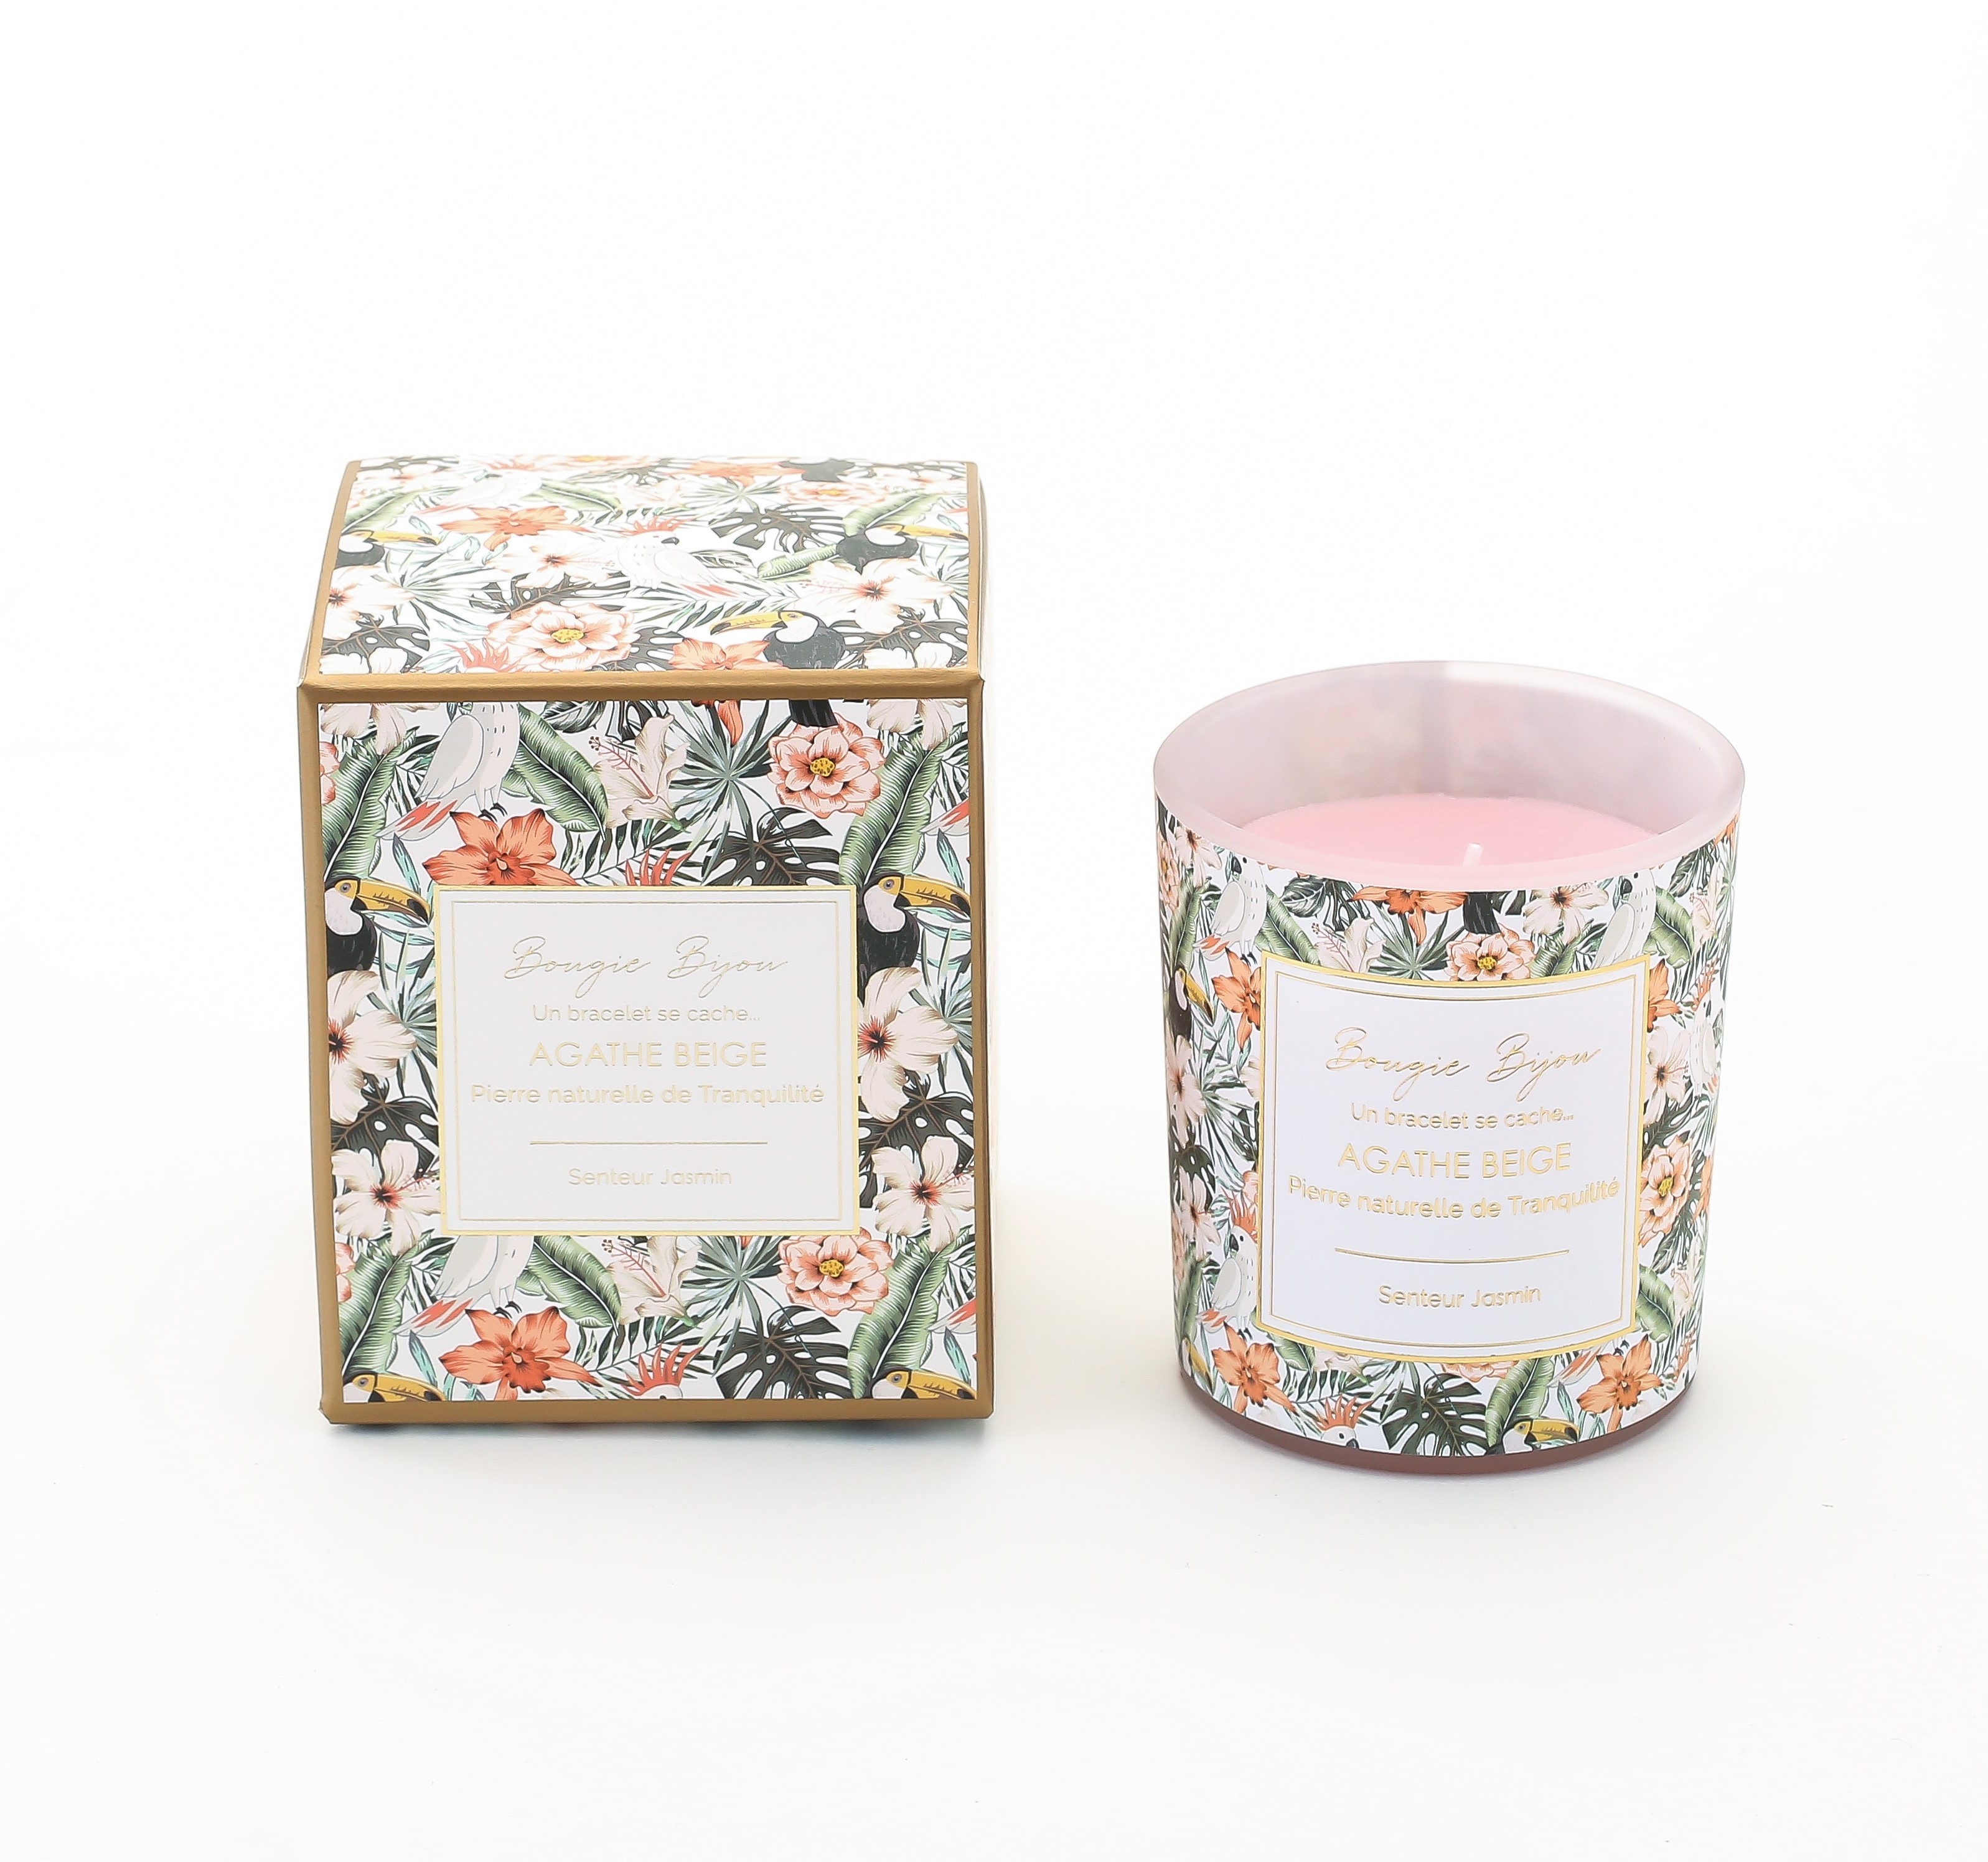 Bougie Bijou
Un bracelet se cache...
AGATHE BEIGE
Pierre naturelle de Tranquilité
Senteur Jasmin
Bougie Bijou
Un bracelet se cache...
AGATHE BEIGE
Pierre naturelle de Tranquilité
Senteur Jasmin